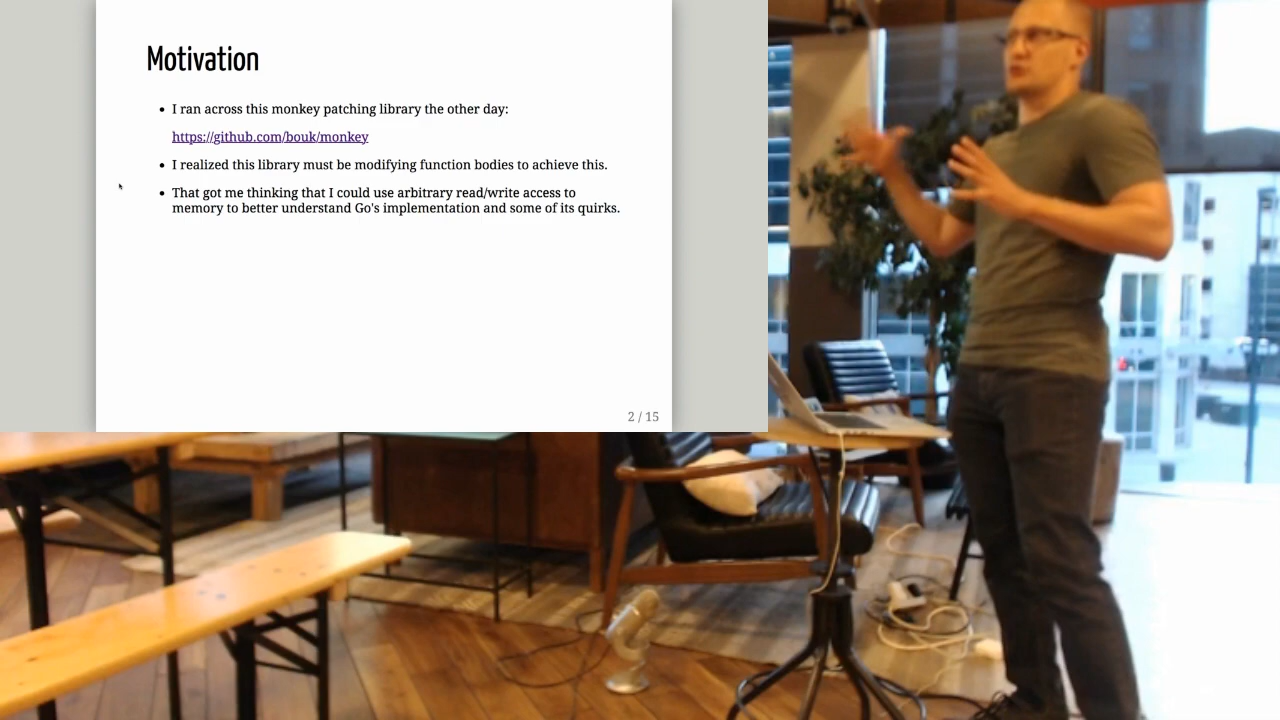 Motivation
• I ran across this monkey patching library the other day:
https://github.com/bouk/monkey
• I realized this library must be modifying function bodies to achieve this.
• That got me thinking that I could use arbitrary read/write access to
memory to better understand Go's implementation and some of its quirks.
2 / 15